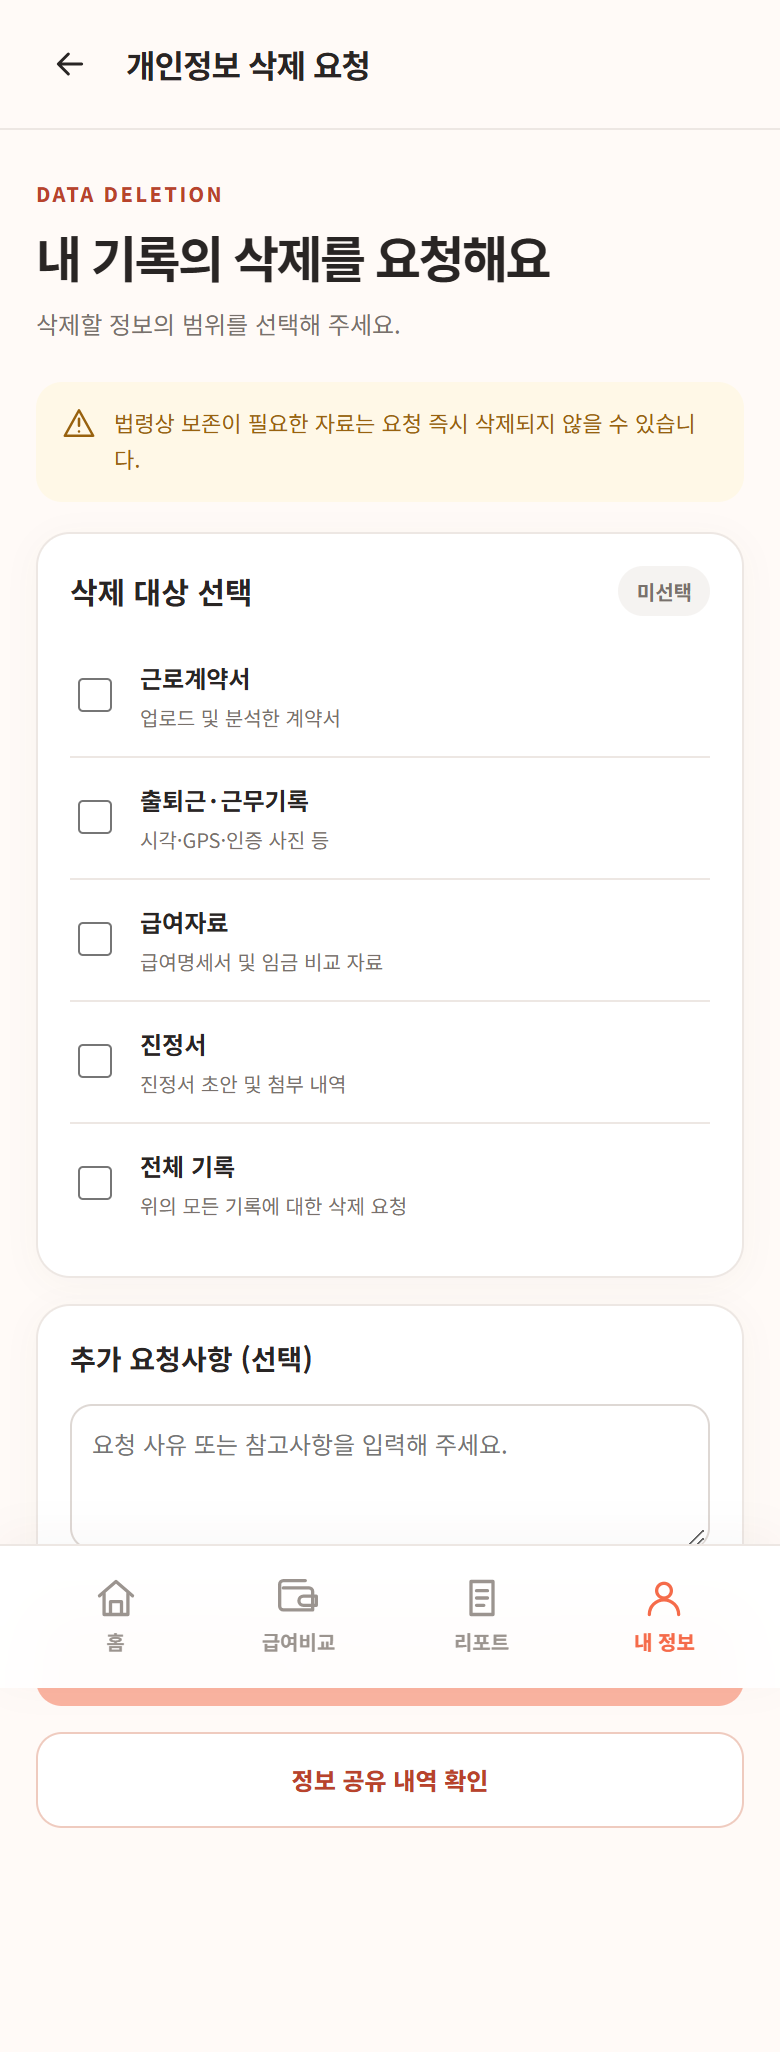 개인정보 삭제 요청
DATA DELETION
내 기록의 삭제를 요청해요
삭제할 정보의 범위를 선택해 주세요.
법령상 보존이 필요한 자료는 요청 즉시 삭제되지 않을 수 있습니
다.
삭제 대상 선택
미선택
근로계약서
업로드 및 분석한 계약서
출퇴근·근무기록
시각·GPS·인증 사진 등
급여자료
급여명세서 및 임금 비교 자료
진정서
진정서 초안 및 첨부 내역
전체 기록
위의 모든 기록에 대한 삭제 요청
추가 요청사항 (선택)
요청 사유 또는 참고사항을 입력해 주세요.
홈
급여비교
리포트
내 정보
정보 공유 내역 확인